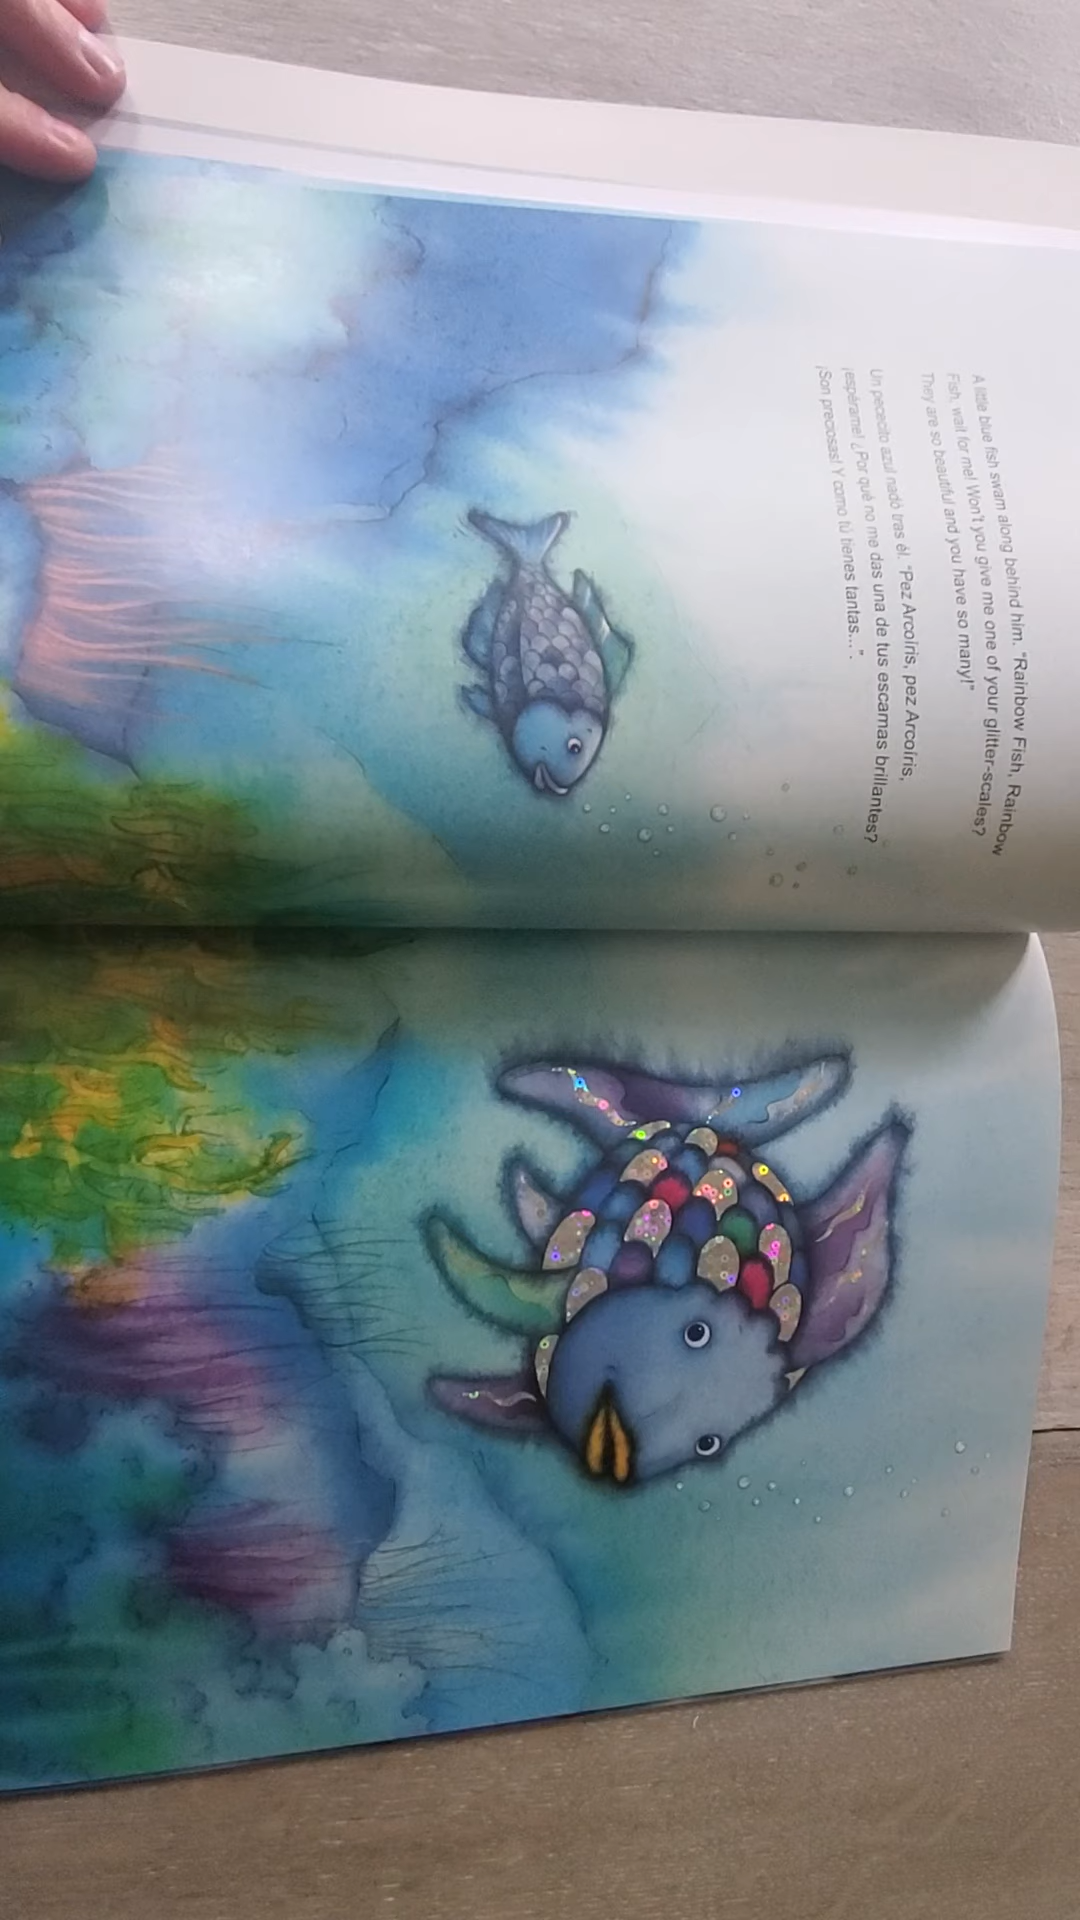 A little blue fish swam along behind him. “Rainbow Fish, Rainbow
Fish, wait for me! Won’t you give me one of your glitter-scales?
They are so beautiful and you have so many!”
Un pececito azul nadó tras él. “Pez Arcoíris, pez Arcoíris,
¡espérame! ¿Por qué no me das una de tus escamas brillantes?
¡Son preciosas! Y como tú tienes tantas...”.